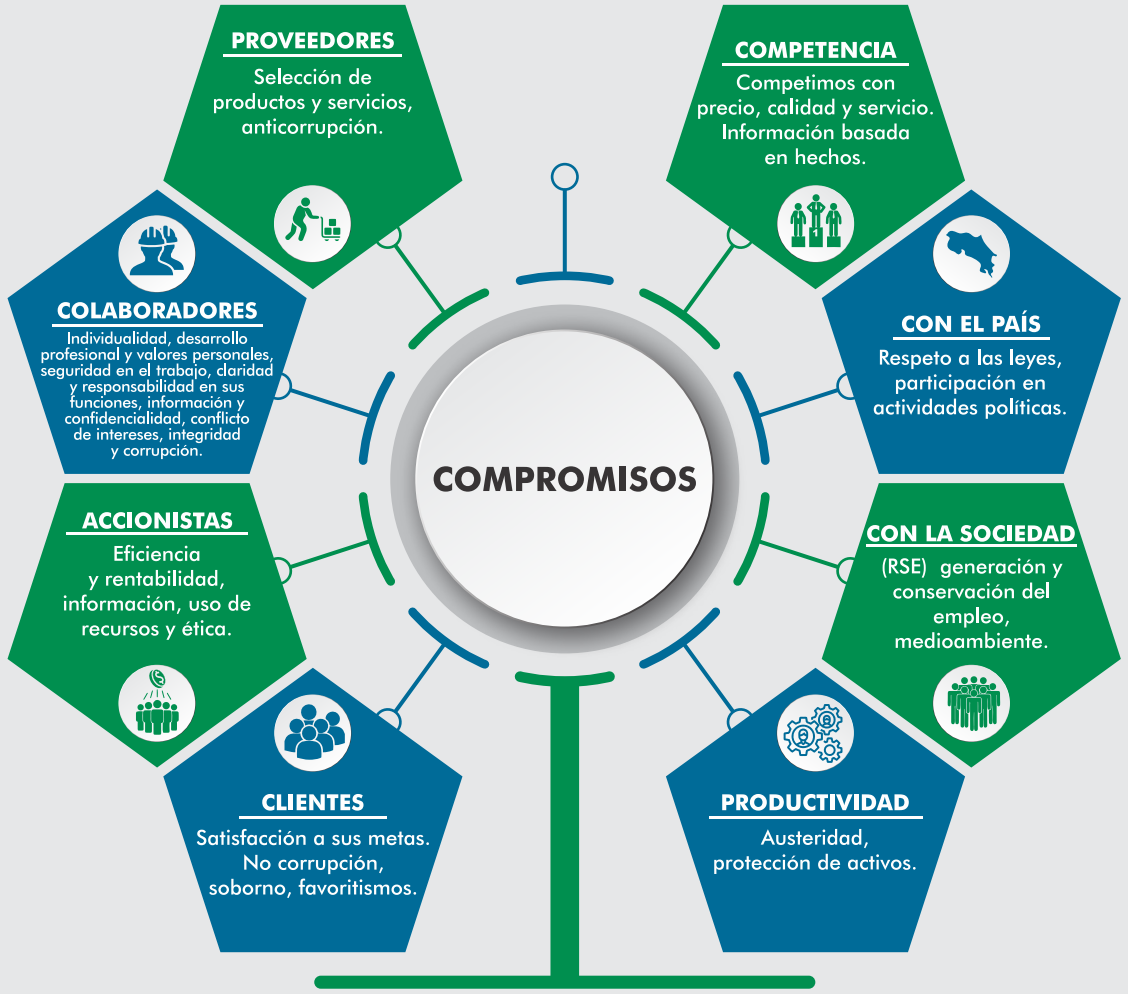 PROVEEDORES
Selección de
productos y servicios,
anticorrupción.
COMPETENCIA
Competimos con
precio, calidad y servicio.
Información basada
en hechos.
COLABORADORES
Individualidad, desarrollo
profesional y valores personales,
seguridad en el trabajo, claridad
y responsabilidad en sus
funciones, información y
confidencialidad, conflicto
de intereses, integridad
y corrupción.
CON EL PAÍS
Respeto a las leyes,
participación en
actividades políticas.
COMPROMISOS
ACCIONISTAS
Eficiencia
y rentabilidad,
información, uso de
recursos y ética.
CON LA SOCIEDAD
(RSE) generación y
conservación del
empleo,
medioambiente.
CLIENTES
Satisfacción a sus metas.
No corrupción,
soborno, favoritismos.
PRODUCTIVIDAD
Austeridad,
protección de activos.